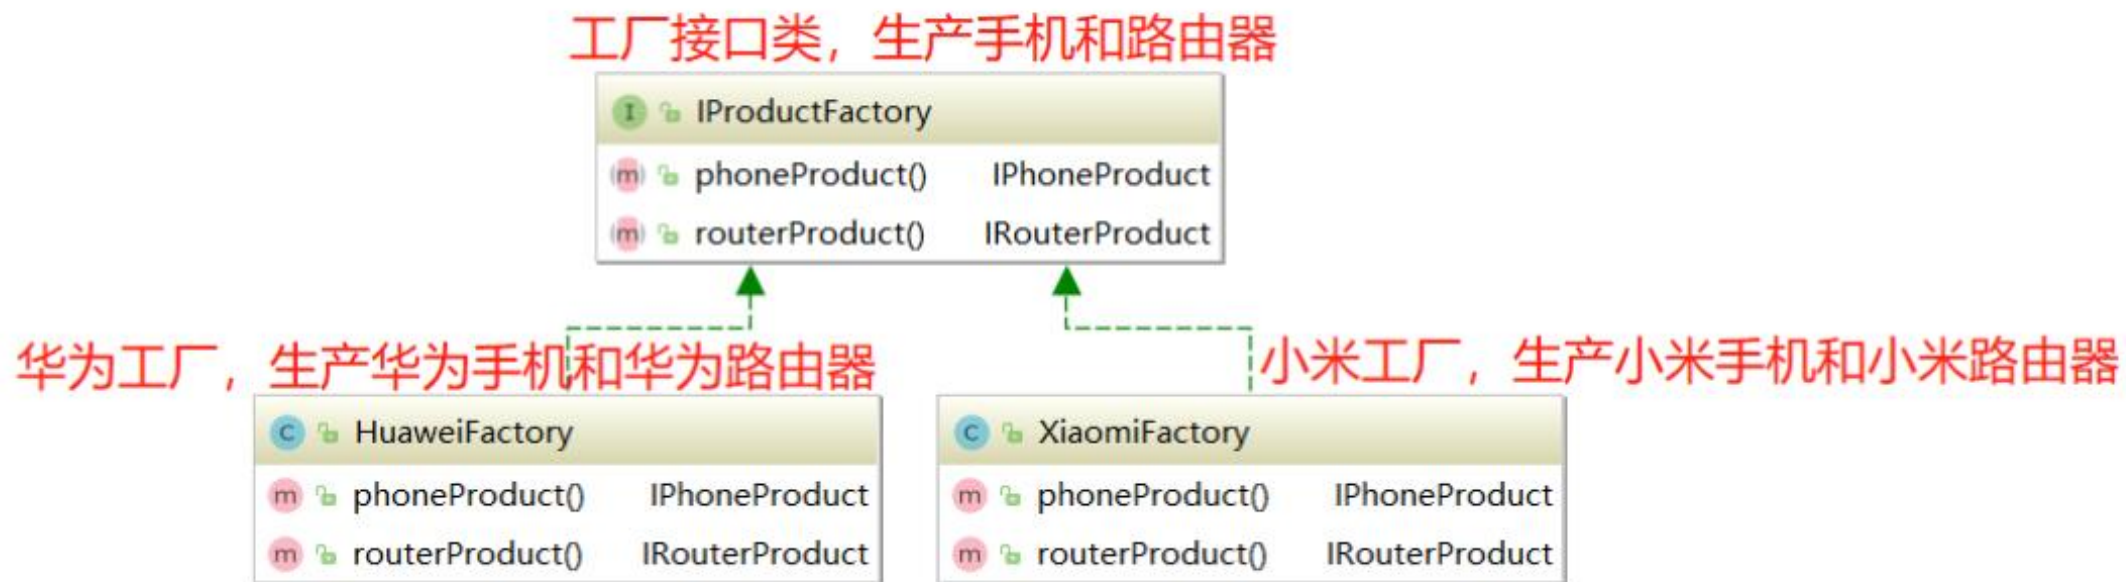 工厂接口类，生产手机和路由器
IProductFactory
phoneProduct() IPhoneProduct
routerProduct() IRouterProduct
华为工厂，生产华为手机和华为路由器
小米工厂，生产小米手机和小米路由器
HuaweiFactory
phoneProduct() IPhoneProduct
routerProduct() IRouterProduct
XiaomiFactory
phoneProduct() IPhoneProduct
routerProduct() IRouterProduct